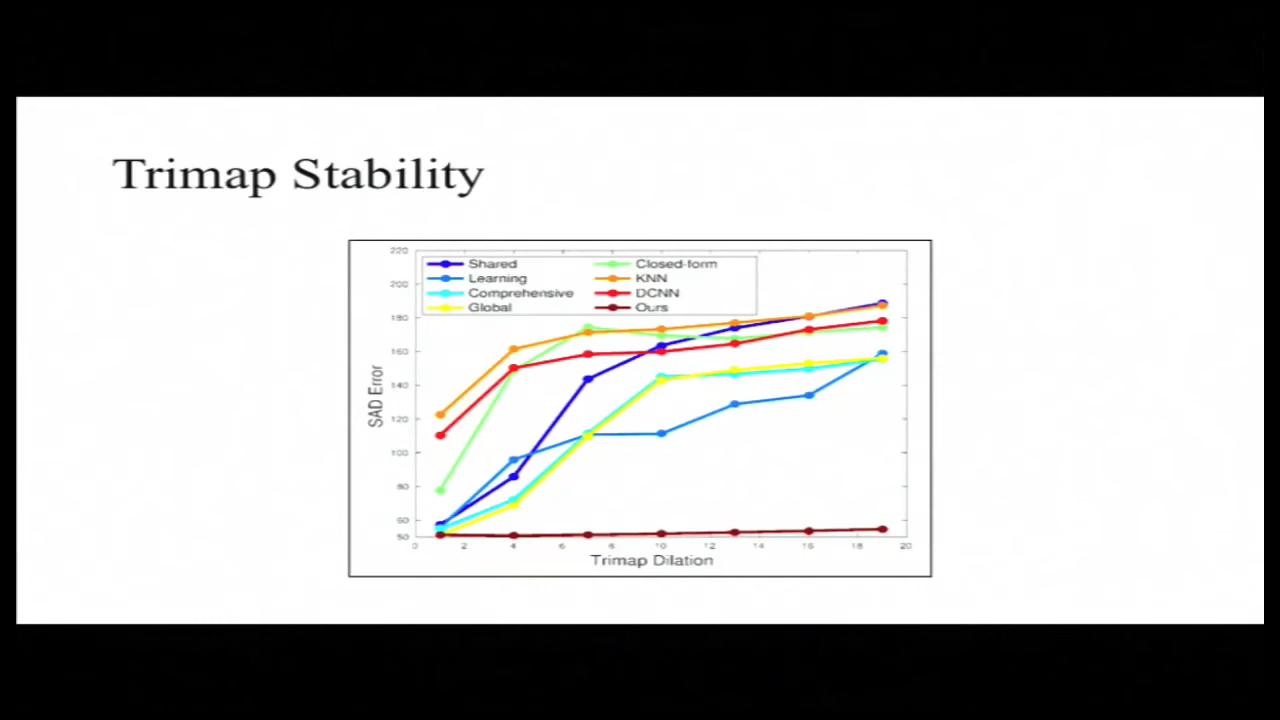 Trimap Stability
220
200
180
160
140
120
100
80
60
50
SAD Error
Shared
Learning
Comprehensive
Global
Closed-form
KNN
DCNN
Ours
0 2 4 6 8 10 12 14 16 18 20
Trimap Dilation